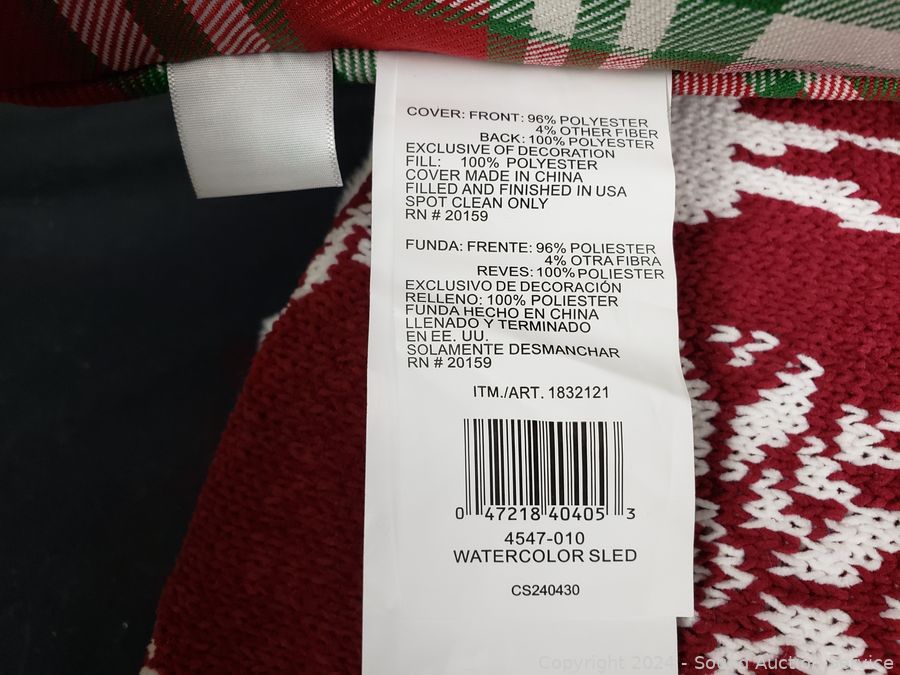 COVER: FRONT: 96% POLYESTER
4% OTHER FIBER
BACK: 100% POLYESTER
EXCLUSIVE OF DECORATION
FILL: 100% POLYESTER
COVER MADE IN CHINA
FILLED AND FINISHED IN USA
SPOT CLEAN ONLY
RN # 20159
FUNDA: FRENTE: 96% POLIESTER
4% OTRA FIBRA
REVES: 100% POLIESTER
EXCLUSIVO DE DECORACIÓN
RELLENO: 100% POLIESTER
FUNDA HECHO EN CHINA
LLENADO Y TERMINADO
EN EE. UU.
SOLAMENTE DESMANCHAR
RN # 20159
ITM./ART. 1832121
0 47218 40405 3
4547-010
WATERCOLOR SLED
CS240430
Copyright 2024 - Sound Auction Service